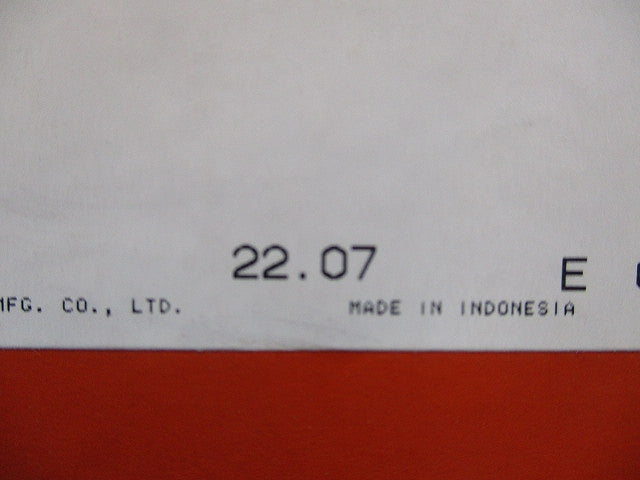 22.07 E
MFG. CO., LTD. MADE IN INDONESIA